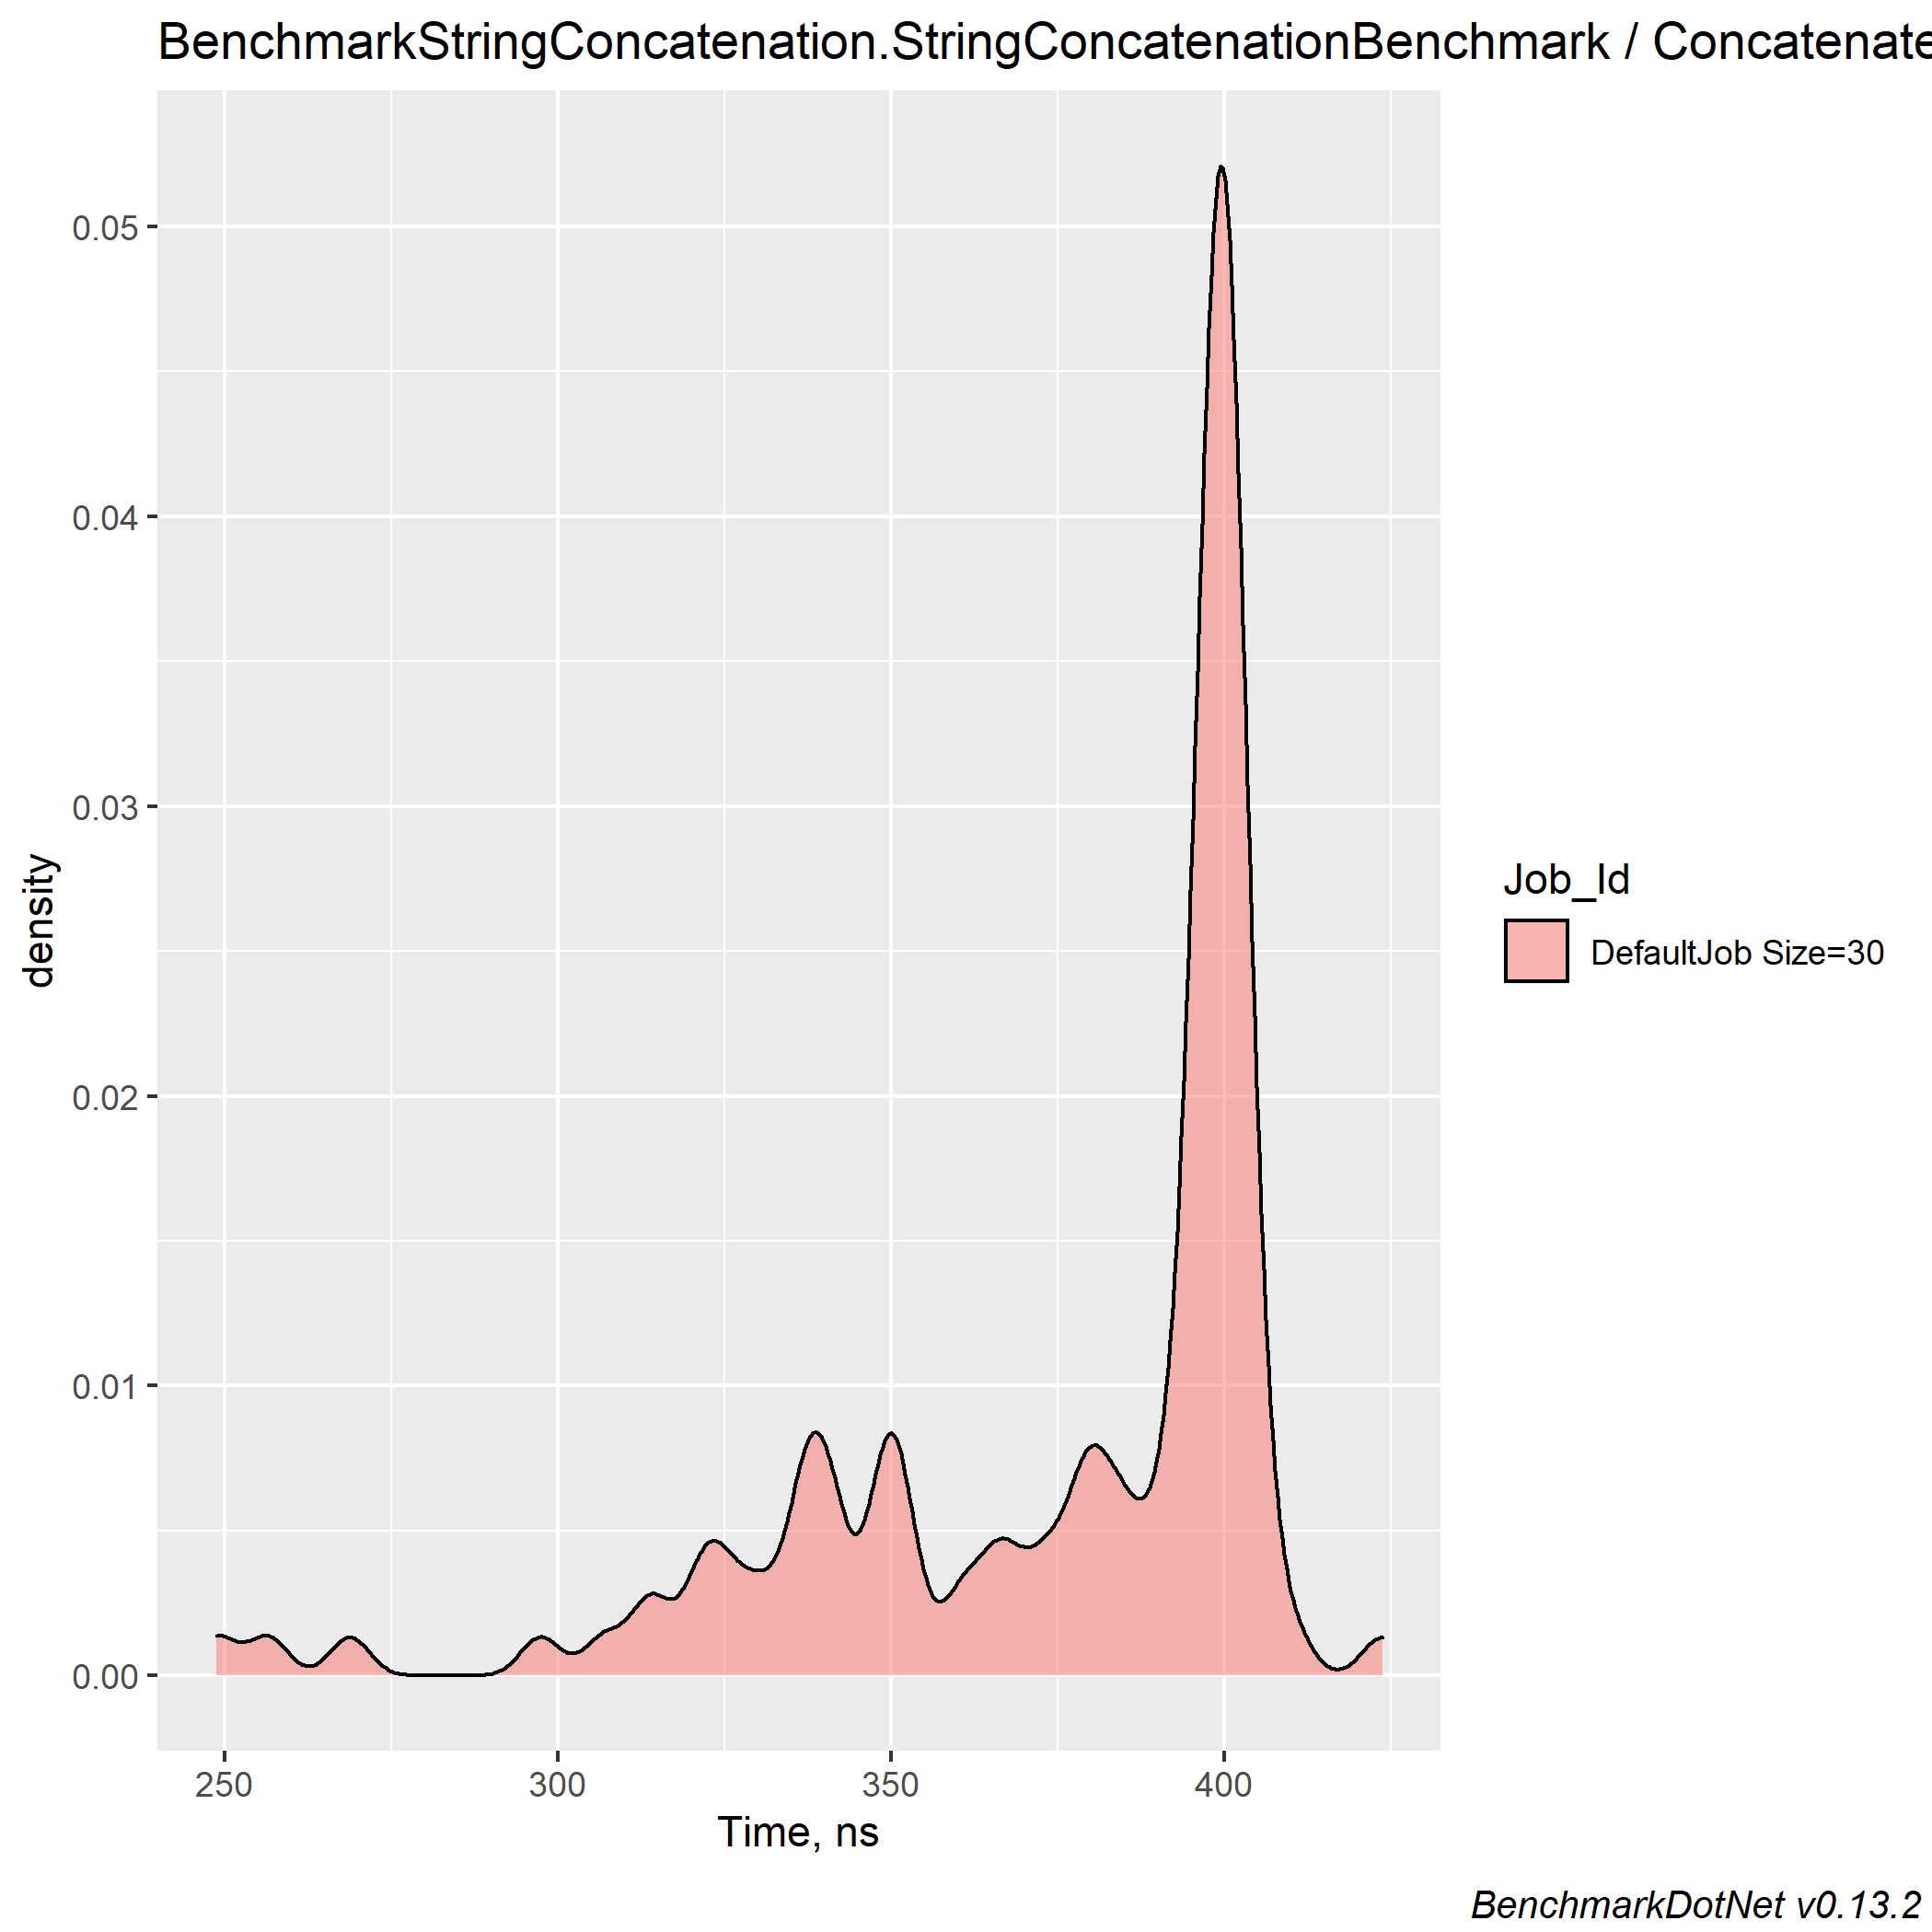 BenchmarkStringConcatenation.StringConcatenationBenchmark / Concatenate
0.05
0.04
0.03
0.02
0.01
0.00
density
250 300 350 400
Time, ns
Job_Id
DefaultJob Size=30
BenchmarkDotNet v0.13.2